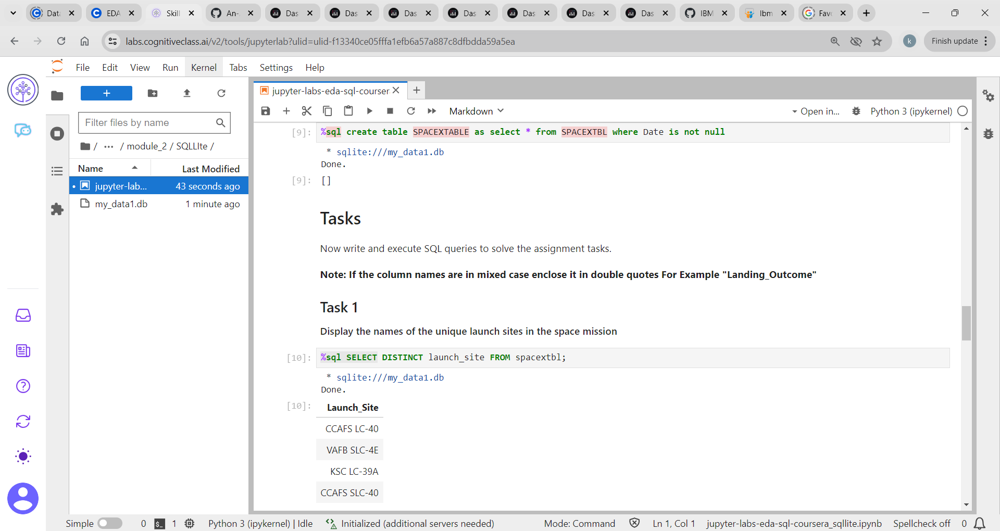 Data
EDA
Skill
An-
Das
Das
Das
Das
Das
Das
Das
IBM
Ibm
Fav
labs.cognitiveclass.ai/v2/tools/jupyterlab?ulid=ulid-f13340ce05fffa1efb6a57a887c8dfbdda59a5ea
k
Finish update
File Edit View Run Kernel Tabs Settings Help
+
Filter files by name
/ ··· / module_2 / SQLLIte /
Name Last Modified
jupyter-lab... 43 seconds ago
my_data1.db 1 minute ago
jupyter-labs-eda-sql-courser
Markdown
Open in...
Python 3 (ipykernel)
[9]: %sql create table SPACEXTABLE as select * from SPACEXTBL where Date is not null
* sqlite:///my_data1.db
Done.
[9]: []
Tasks
Now write and execute SQL queries to solve the assignment tasks.
Note: If the column names are in mixed case enclose it in double quotes For Example "Landing_Outcome"
Task 1
Display the names of the unique launch sites in the space mission
[10]: %sql SELECT DISTINCT launch_site FROM spacextbl;
* sqlite:///my_data1.db
Done.
[10]: Launch_Site
CCAFS LC-40
VAFB SLC-4E
KSC LC-39A
CCAFS SLC-40
Simple 0 $_ 1 Python 3 (ipykernel) | Idle Initialized (additional servers needed) Mode: Command Ln 1, Col 1 jupyter-labs-eda-sql-coursera_sqllite.ipynb Spellcheck off 0